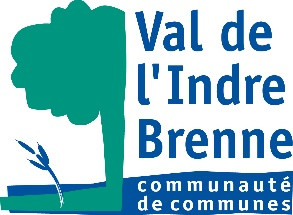 Val de
l'Indre
Brenne
communauté
de communes